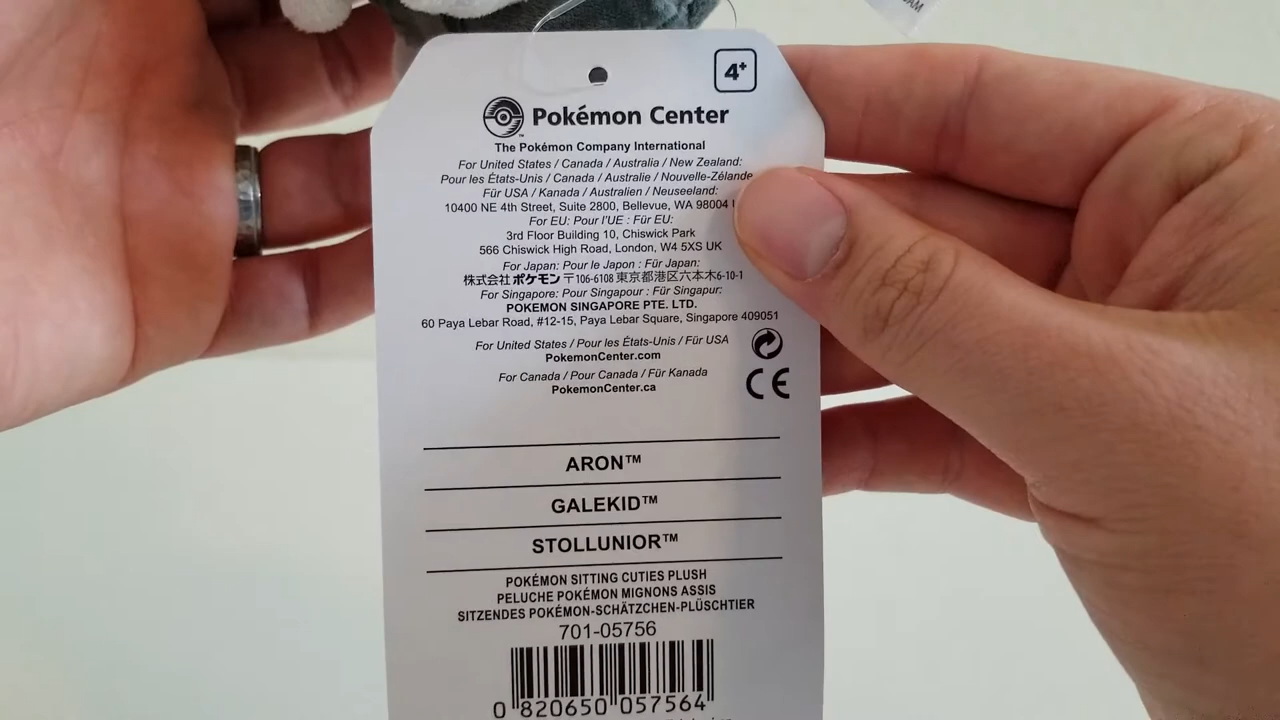 4+
Pokémon Center
The Pokémon Company International
For United States / Canada / Australia / New Zealand:
Pour les États-Unis / Canada / Australie / Nouvelle-Zélande
Für USA / Kanada / Australien / Neuseeland:
10400 NE 4th Street, Suite 2800, Bellevue, WA 98004
For EU: Pour l'UE : Für EU:
3rd Floor Building 10, Chiswick Park
566 Chiswick High Road, London, W4 5XS UK
For Japan: Pour le Japon : Für Japan:
株式会社ポケモン 〒106-6108 東京都港区六本木6-10-1
For Singapore: Pour Singapour : Für Singapur:
POKEMON SINGAPORE PTE. LTD.
60 Paya Lebar Road, #12-15, Paya Lebar Square, Singapore 409051
For United States / Pour les États-Unis / Für USA
PokemonCenter.com
For Canada / Pour Canada / Für Kanada
PokemonCenter.ca
CE
ARON™
GALEKID™
STOLLUNIOR™
POKÉMON SITTING CUTIES PLUSH
PELUCHE POKÉMON MIGNONS ASSIS
SITZENDES POKÉMON-SCHÄTZCHEN-PLÜSCHTIER
701-05756
0 820650 057564